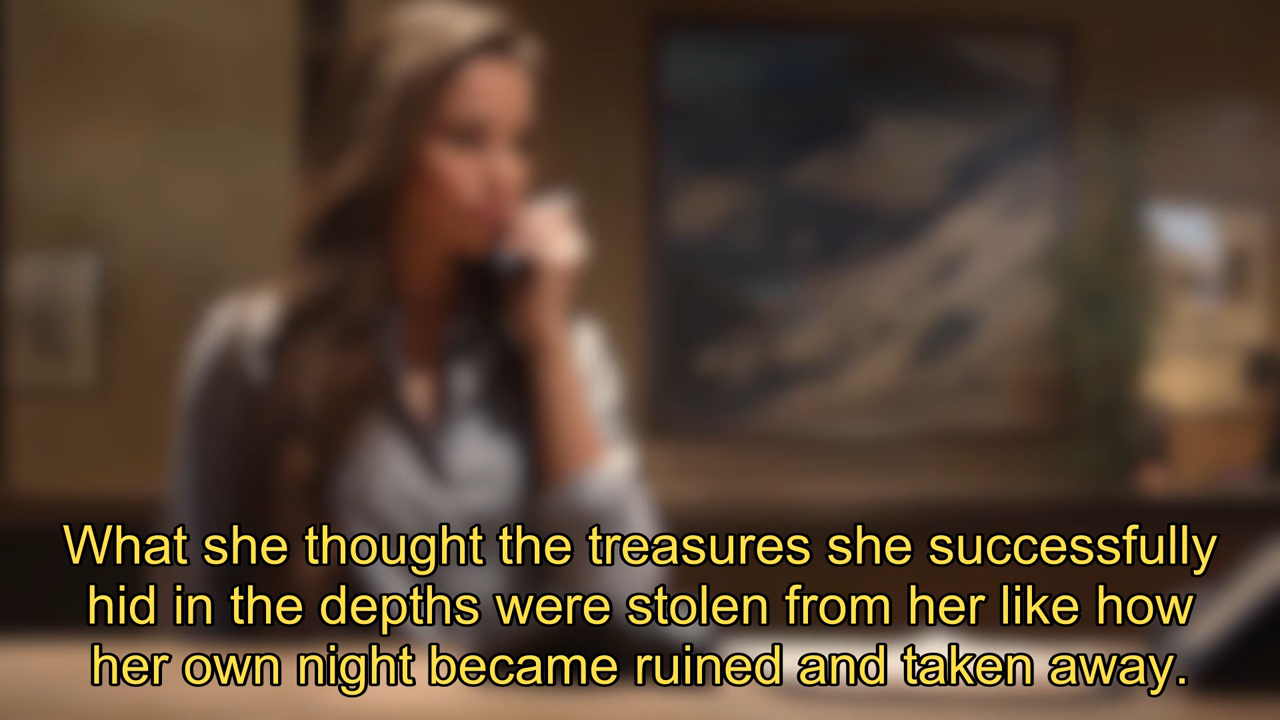 What she thought the treasures she successfully
hid in the depths were stolen from her like how
her own night became ruined and taken away.